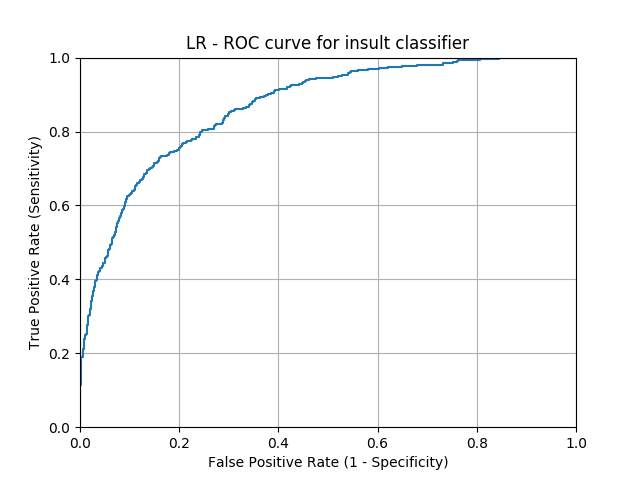 LR - ROC curve for insult classifier
1.0
0.8
0.6
0.4
0.2
0.0
True Positive Rate (Sensitivity)
0.0 0.2 0.4 0.6 0.8 1.0
False Positive Rate (1 - Specificity)